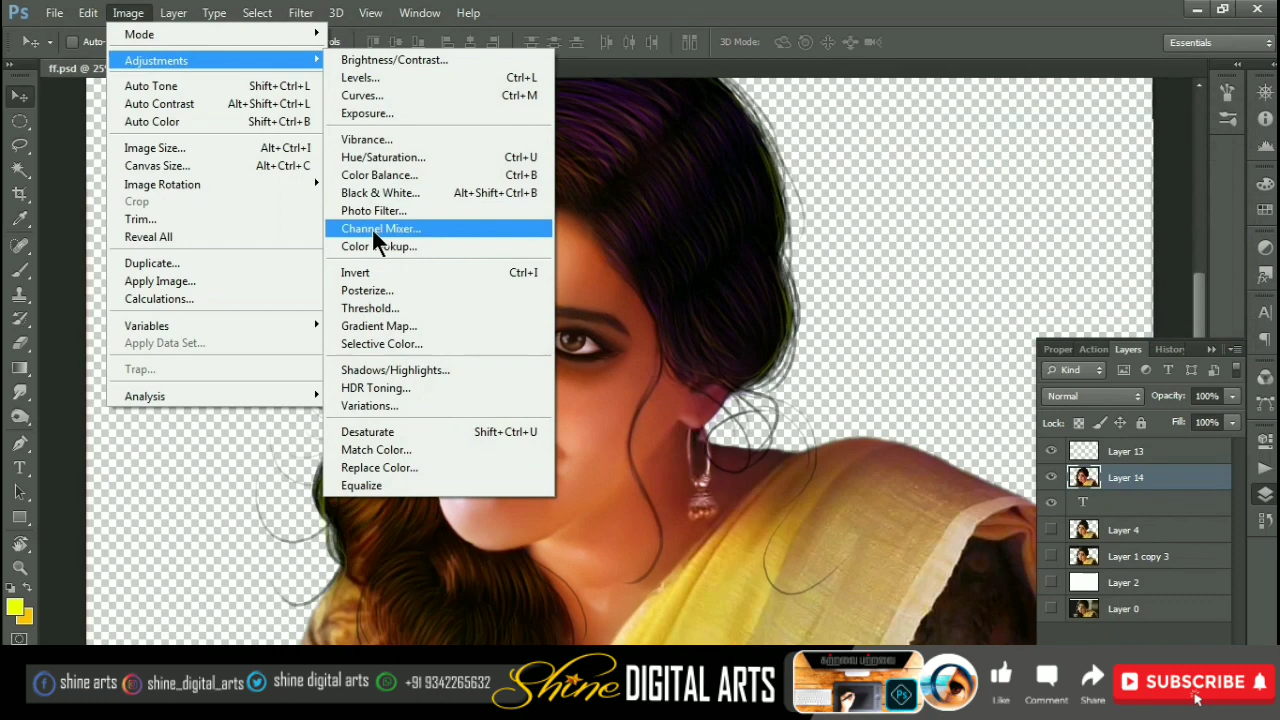 Ps File Edit Image Layer Type Select Filter 3D View Window Help
Auto- 3D Mode: Essentials
ff.psd @ 25%
Mode
Adjustments
Auto Tone Shift+Ctrl+L
Auto Contrast Alt+Shift+Ctrl+L
Auto Color Shift+Ctrl+B
Image Size... Alt+Ctrl+I
Canvas Size... Alt+Ctrl+C
Image Rotation
Crop
Trim...
Reveal All
Duplicate...
Apply Image...
Calculations...
Variables
Apply Data Set...
Trap...
Analysis
Brightness/Contrast...
Levels... Ctrl+L
Curves... Ctrl+M
Exposure...
Vibrance...
Hue/Saturation... Ctrl+U
Color Balance... Ctrl+B
Black & White... Alt+Shift+Ctrl+B
Photo Filter...
Channel Mixer...
Color
Invert Ctrl+I
Posterize...
Threshold...
Gradient Map...
Selective Color...
Shadows/Highlights...
HDR Toning...
Variations...
Desaturate Shift+Ctrl+U
Match Color...
Replace Color...
Equalize
Proper Action Layers Histor
Kind
Normal Opacity: 100%
Lock: Fill: 100%
Layer 13
Layer 14
T
Layer 4
Layer 1 copy 3
Layer 2
Layer 0
shine arts shine_digital_arts shine digital arts +91 9342265632
Shine DIGITAL ARTS
கற்றவை பற்றவை
Ps
Like Comment Share
SUBSCRIBE